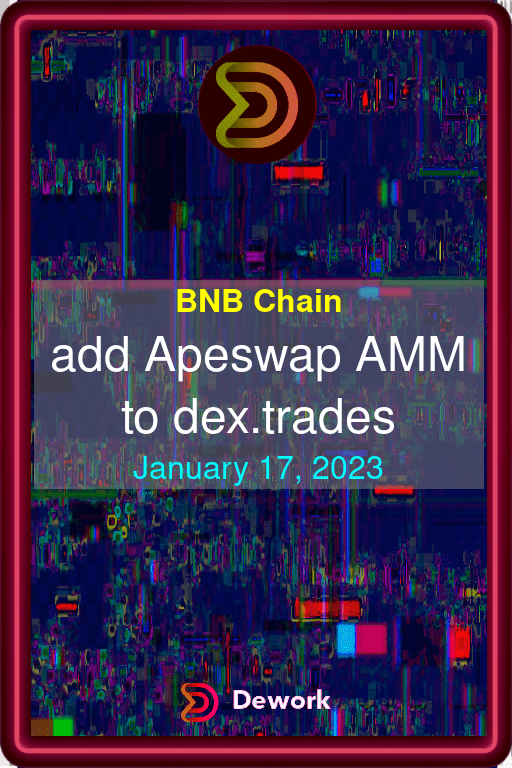 BNB Chain
add Apeswap AMM
to dex.trades
January 17, 2023
Dework